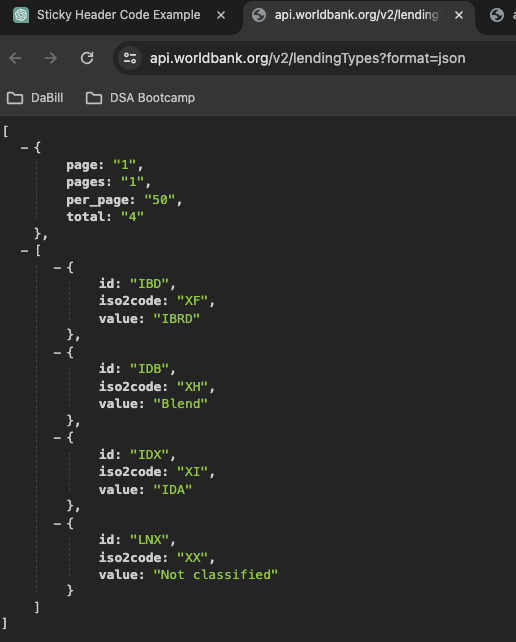 Sticky Header Code Example
api.worldbank.org/v2/lending
api.worldbank.org/v2/lendingTypes?format=json
DaBill
DSA Bootcamp
[
– {
page: "1",
pages: "1",
per_page: "50",
total: "4"
},
– [
– {
id: "IBD",
iso2code: "XF",
value: "IBRD"
},
– {
id: "IDB",
iso2code: "XH",
value: "Blend"
},
– {
id: "IDX",
iso2code: "XI",
value: "IDA"
},
– {
id: "LNX",
iso2code: "XX",
value: "Not classified"
}
]
]